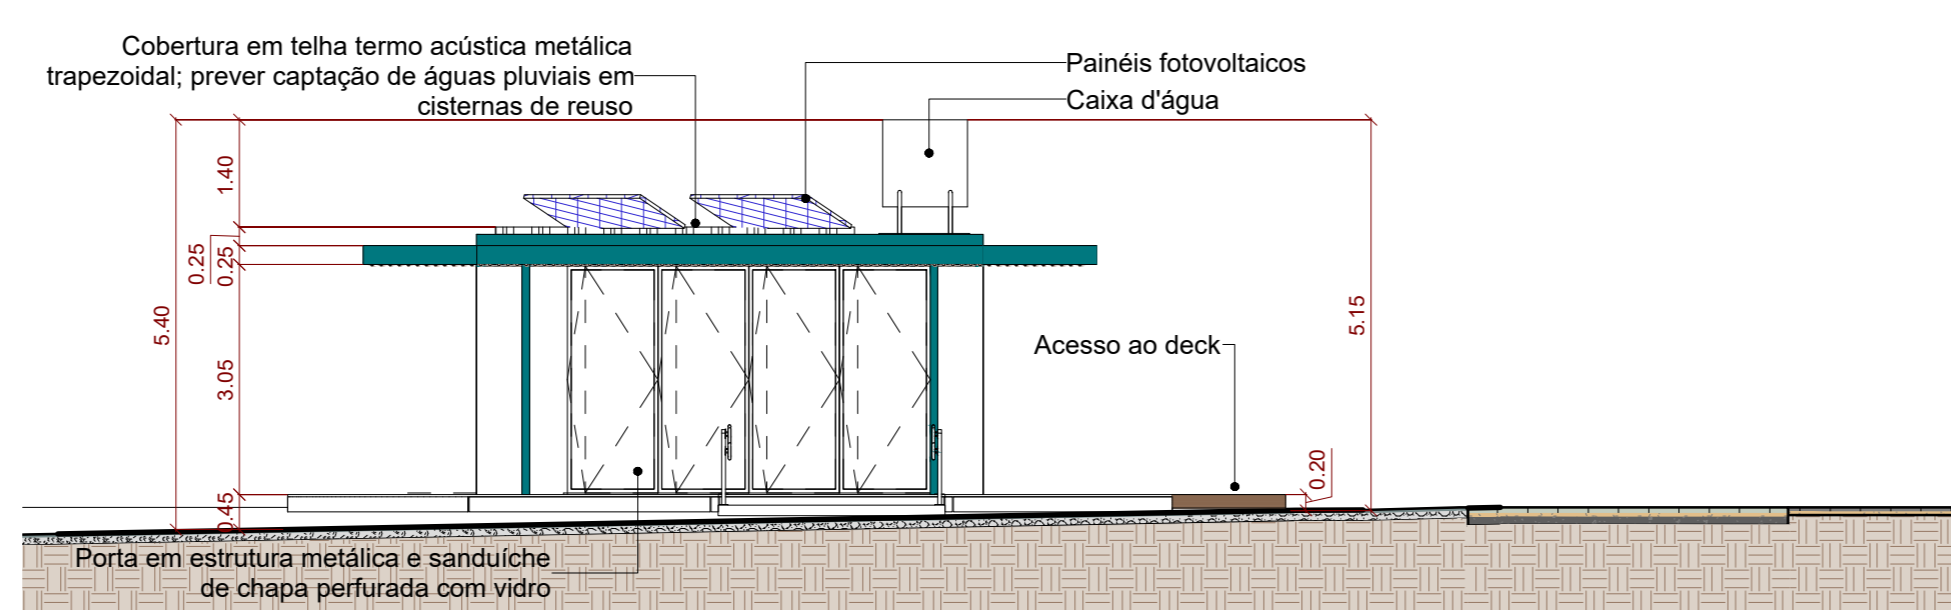 Cobertura em telha termo acústica metálica
trapezoidal; prever captação de águas pluviais em
cisternas de reuso
Painéis fotovoltaicos
Caixa d'água
1.40
0.25
0.25
5.40
3.05
0.45
5.15
Acesso ao deck
0.20
Porta em estrutura metálica e sanduíche
de chapa perfurada com vidro